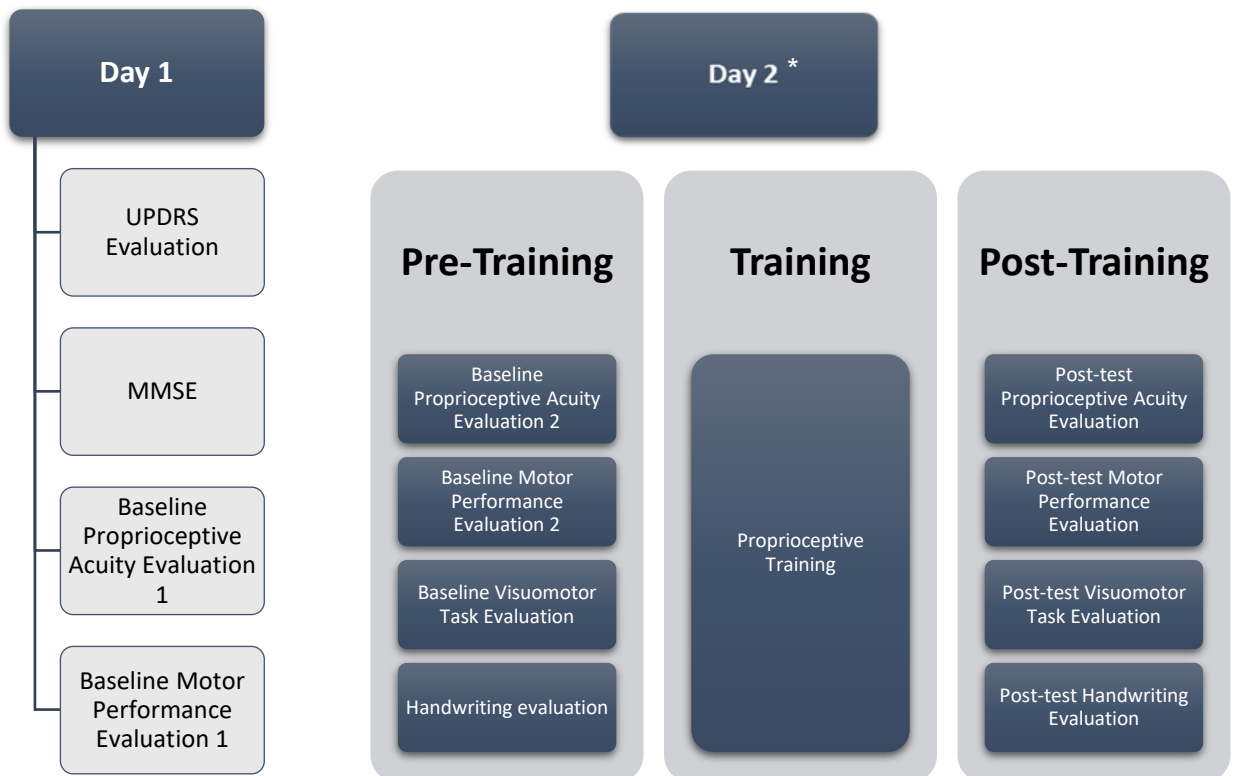 Day 1
UPDRS
Evaluation
MMSE
Baseline
Proprioceptive
Acuity Evaluation
1
Baseline Motor
Performance
Evaluation 1
Day 2 *
Pre-Training
Baseline
Proprioceptive Acuity
Evaluation 2
Baseline Motor
Performance
Evaluation 2
Baseline Visuomotor
Task Evaluation
Handwriting evaluation
Training
Proprioceptive
Training
Post-Training
Post-test
Proprioceptive Acuity
Evaluation
Post-test Motor
Performance
Evaluation
Post-test Visuomotor
Task Evaluation
Post-test Handwriting
Evaluation